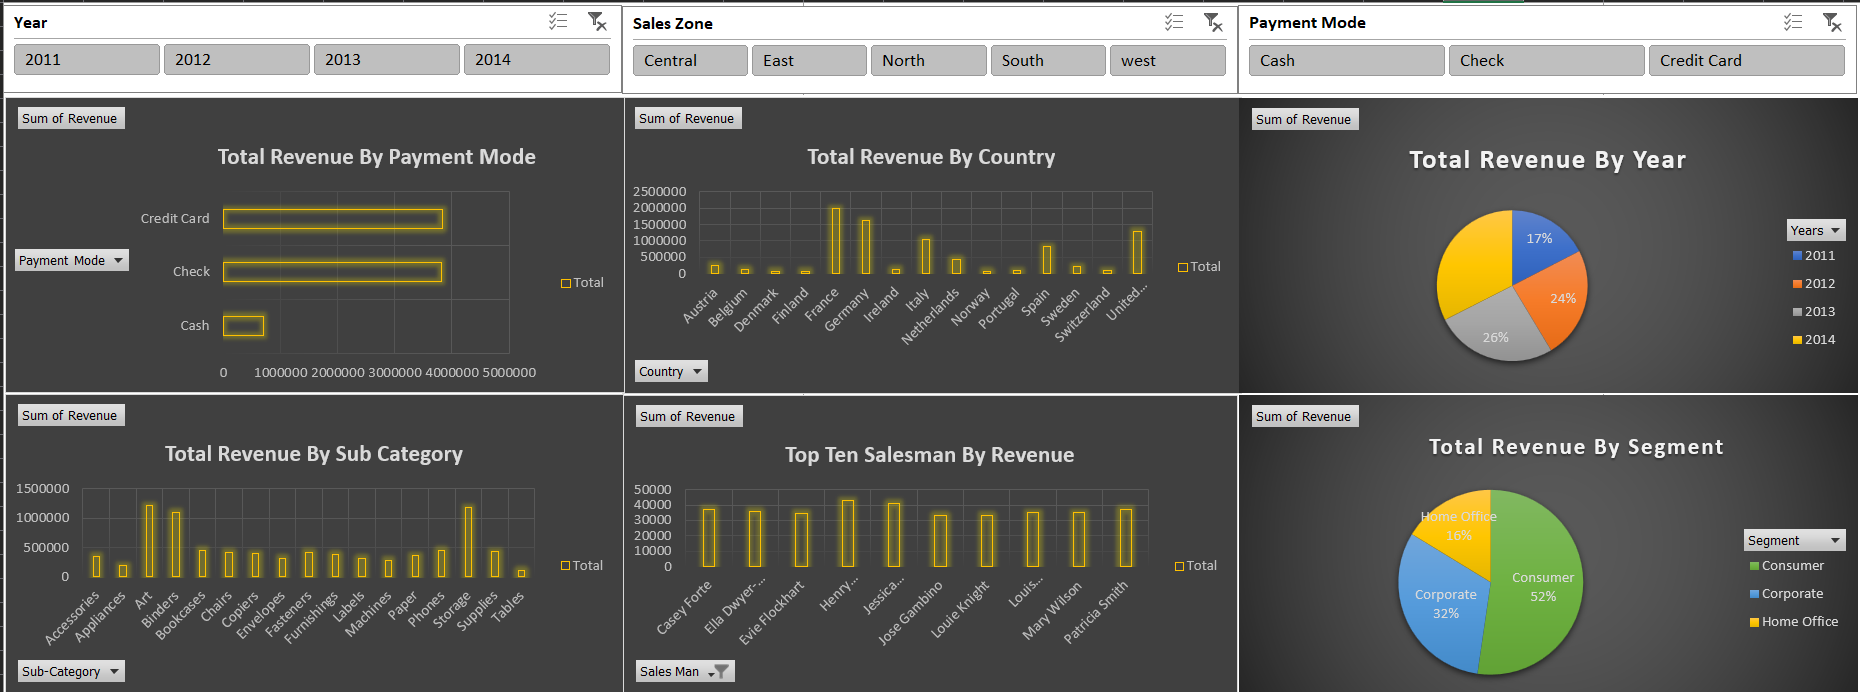 Year
2011
2012
2013
2014
Sales Zone
Central
East
North
South
west
Payment Mode
Cash
Check
Credit Card
Sum of Revenue
Total Revenue By Payment Mode
Credit Card
Check
Cash
0 1000000 2000000 3000000 4000000 5000000
Payment Mode
Total
Sum of Revenue
Total Revenue By Country
2500000
2000000
1500000
1000000
500000
0
Austria
Belgium
Denmark
Finland
France
Germany
Ireland
Italy
Netherlands
Norway
Portugal
Spain
Sweden
Switzerland
United...
Total
Country
Sum of Revenue
Total Revenue By Year
17%
24%
26%
Years
2011
2012
2013
2014
Sum of Revenue
Total Revenue By Sub Category
1500000
1000000
500000
0
Accessories
Appliances
Art
Binders
Bookcases
Chairs
Copiers
Envelopes
Fasteners
Furnishings
Labels
Machines
Paper
Phones
Storage
Supplies
Tables
Total
Sub-Category
Sum of Revenue
Top Ten Salesman By Revenue
50000
40000
30000
20000
10000
0
Casey Forte
Ella Dwyer-...
Evie Flockhart
Henry...
Jessica...
Jose Gambino
Louie Knight
Louis...
Mary Wilson
Patricia Smith
Total
Sales Man
Sum of Revenue
Total Revenue By Segment
Home Office
16%
Corporate
32%
Consumer
52%
Segment
Consumer
Corporate
Home Office